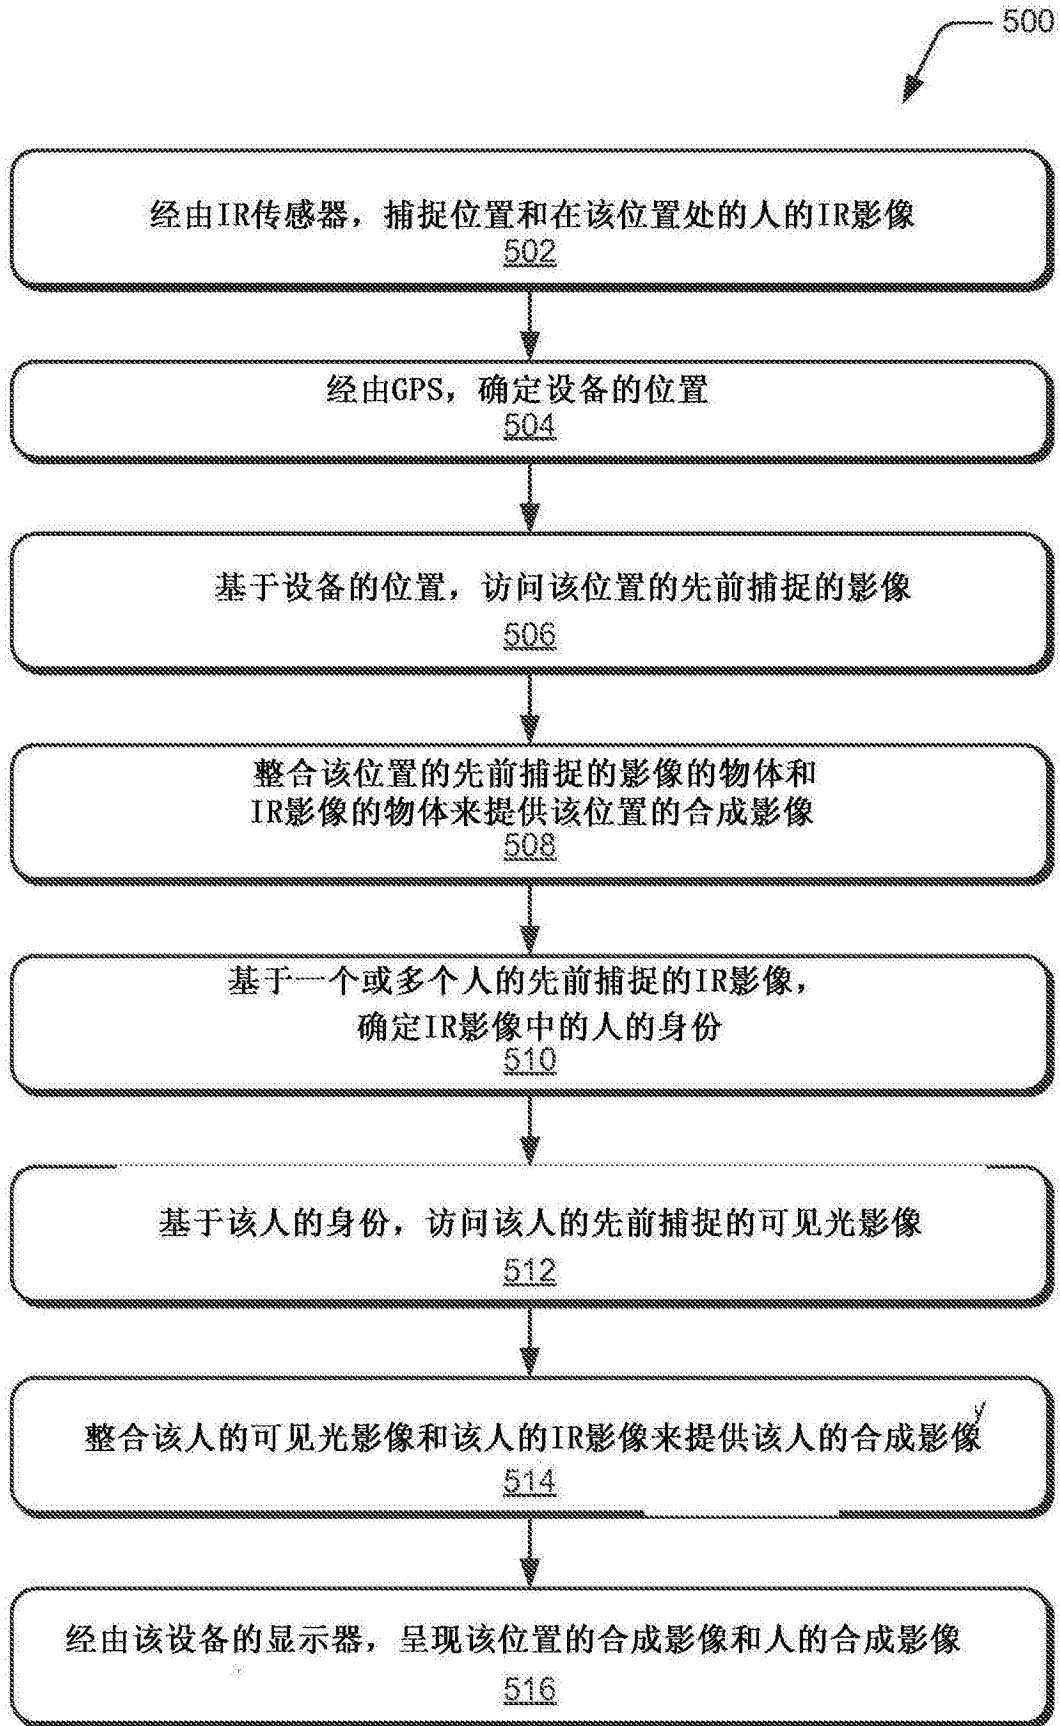 500
经由IR传感器，捕捉位置和在该位置处的人的IR影像
502
经由GPS，确定设备的位置
504
基于设备的位置，访问该位置的先前捕捉的影像
506
整合该位置的先前捕捉的影像的物体和
IR影像的物体来提供该位置的合成影像
508
基于一个或多个人的先前捕捉的IR影像，
确定IR影像中的人的身份
510
基于该人的身份，访问该人的先前捕捉的可见光影像
512
整合该人的可见光影像和该人的IR影像来提供该人的合成影像
y
514
经由该设备的显示器，呈现该位置的合成影像和人的合成影像
516